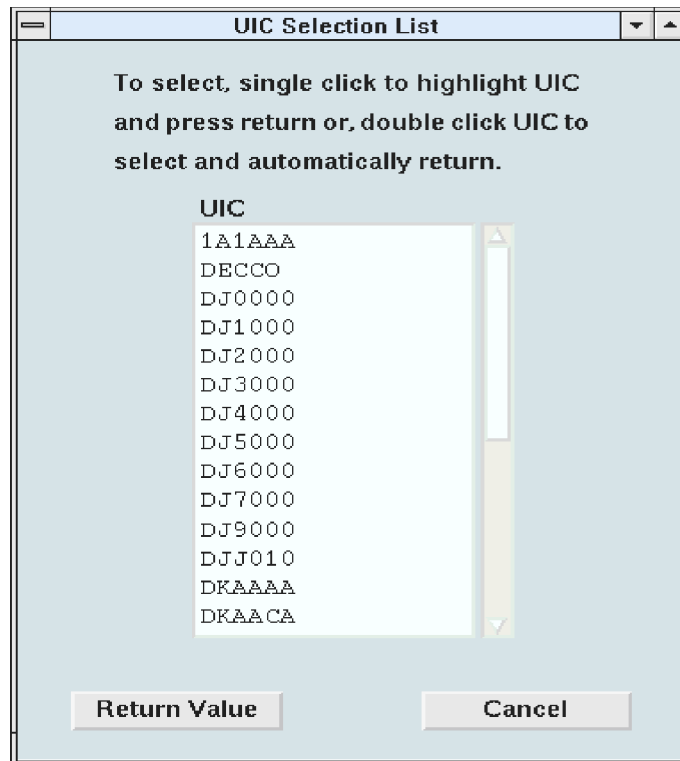 UIC Selection List
To select, single click to highlight UIC
and press return or, double click UIC to
select and automatically return.
UIC
1A1AAA
DECCO
DJ0000
DJ1000
DJ2000
DJ3000
DJ4000
DJ5000
DJ6000
DJ7000
DJ9000
DJJ010
DKAAAA
DKAACA
Return Value Cancel